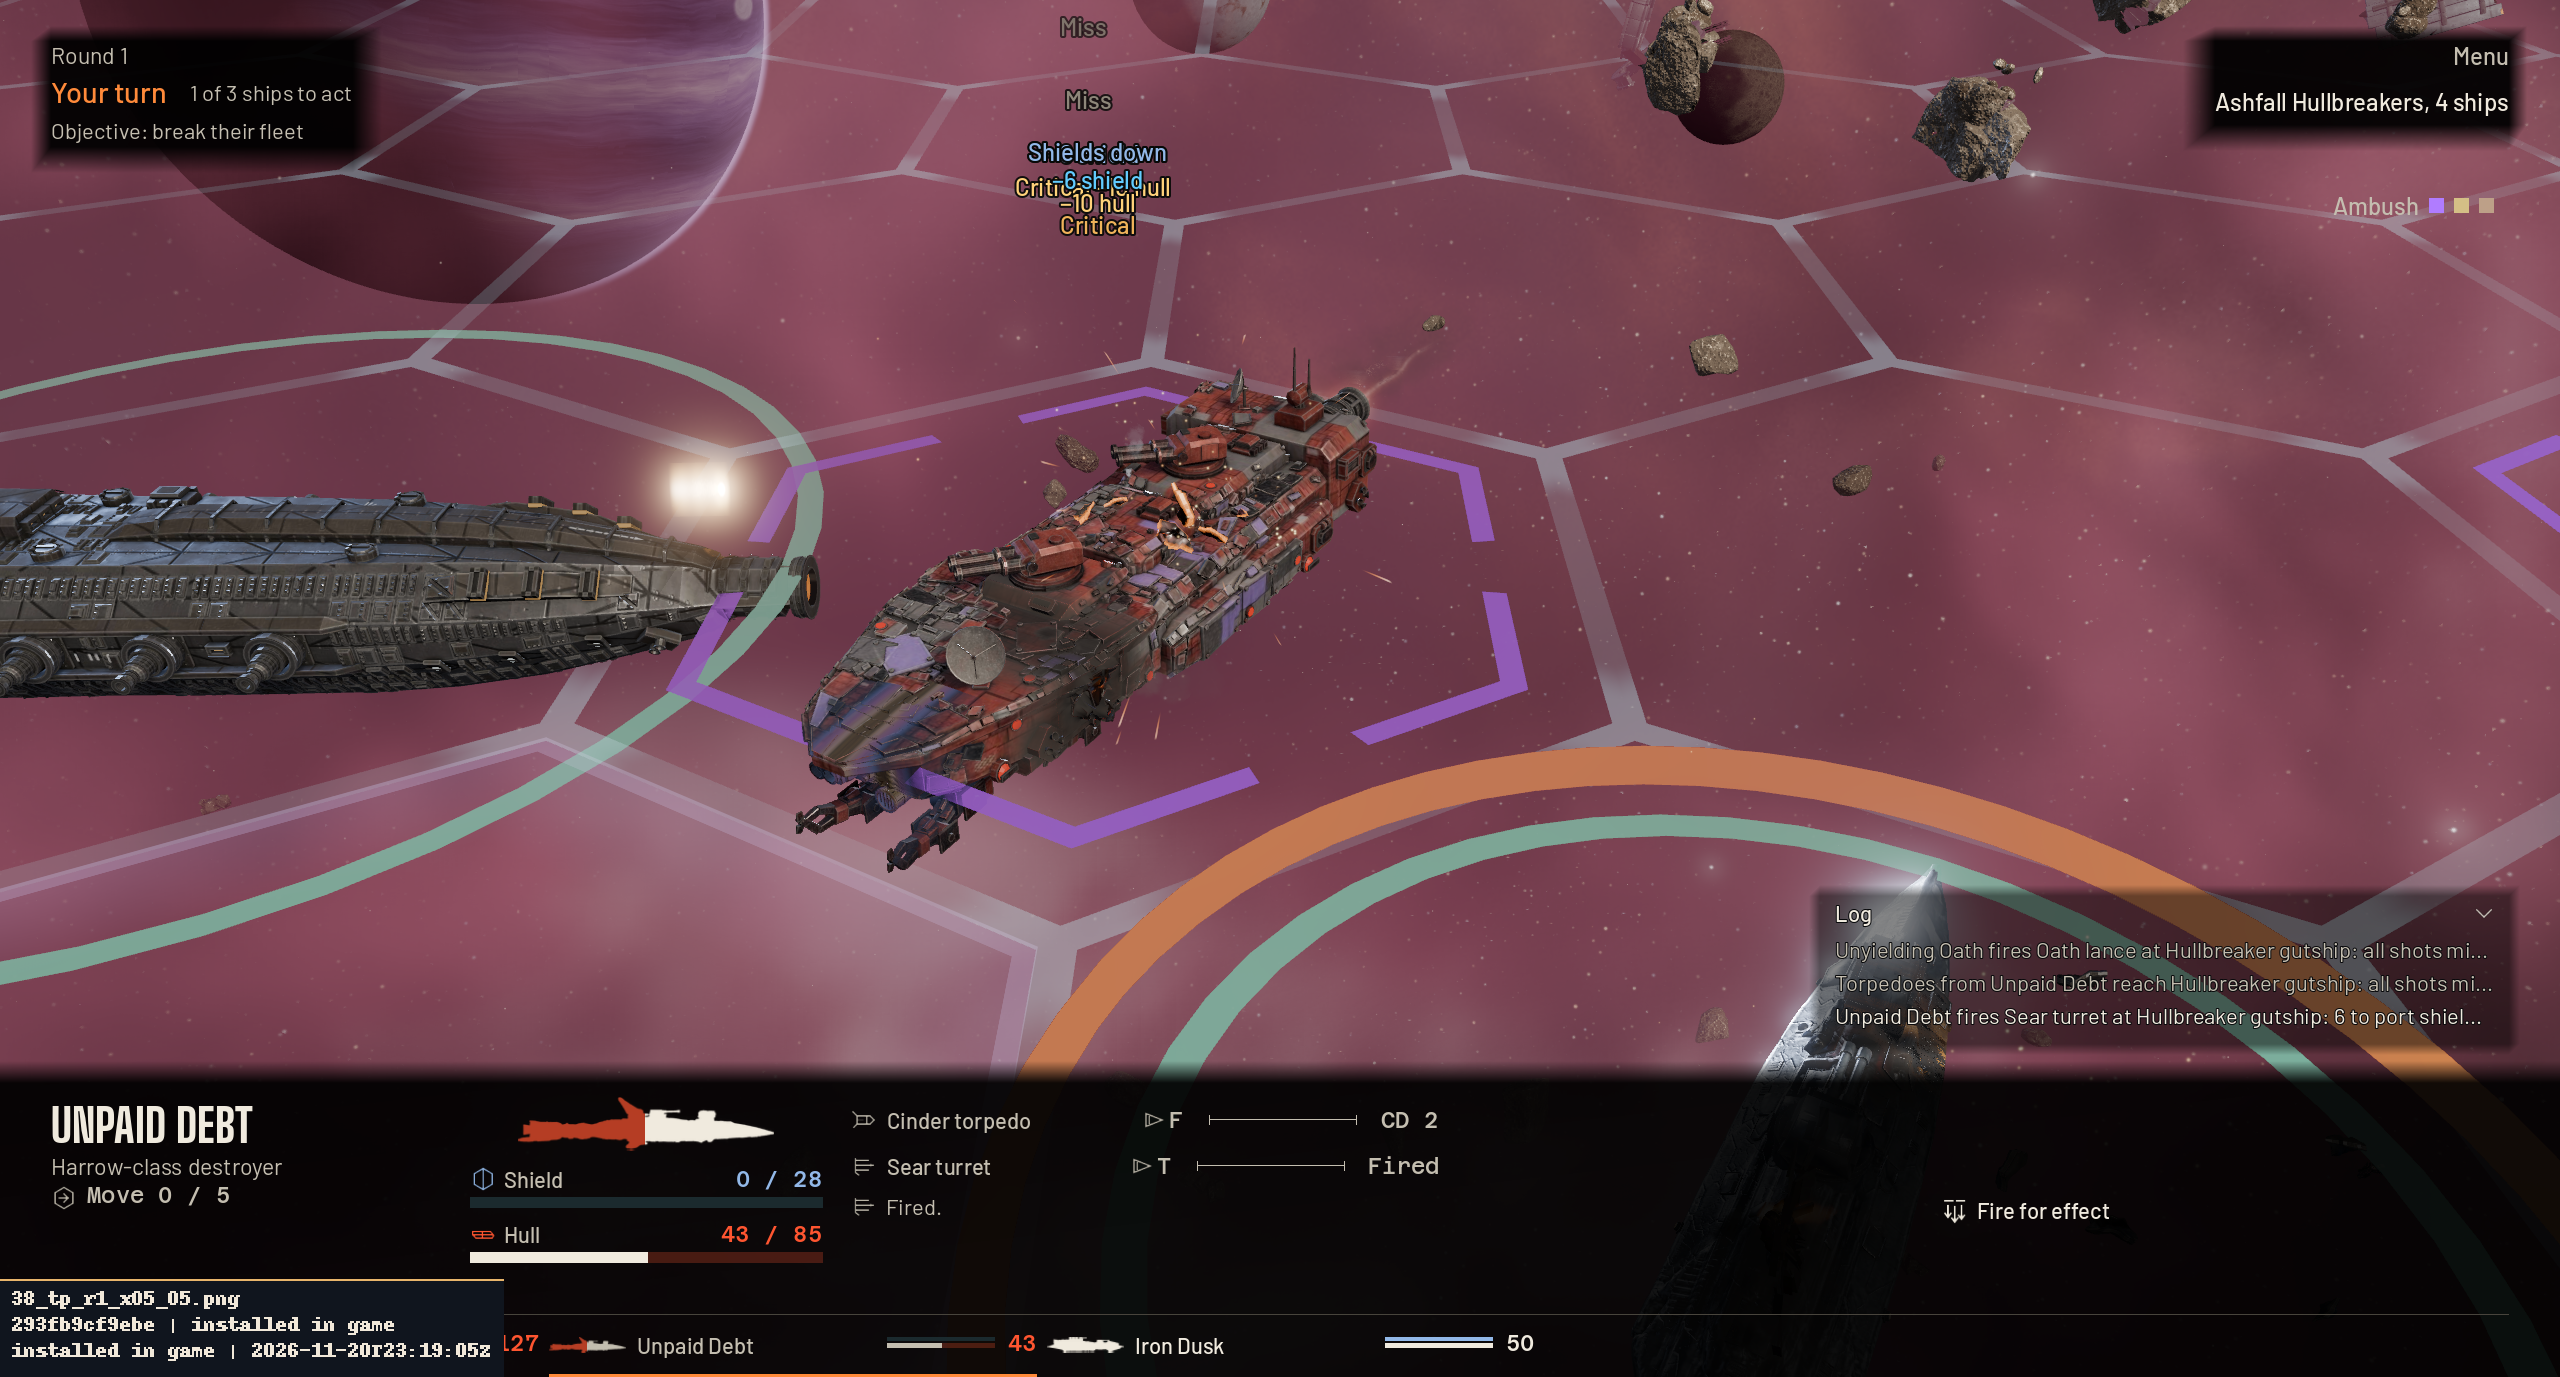 Round 1
Your turn 1 of 3 ships to act
Objective: break their fleet
Miss
Miss
Shields down
-6 shield
-10 hull
Critical
Menu
Ashfall Hullbreakers, 4 ships
Ambush
Log
Unyielding Oath fires Oath lance at Hullbreaker gutship: all shots mi...
Torpedoes from Unpaid Debt reach Hullbreaker gutship: all shots mi...
Unpaid Debt fires Sear turret at Hullbreaker gutship: 6 to port shiel...
UNPAID DEBT
Harrow-class destroyer
Move 0 / 5
Shield 0 / 28
Hull 43 / 85
Cinder torpedo F CD 2
Sear turret T Fired
Fired.
Fire for effect
38_tp_r1_x05_05.png
293fb9cf9ebe | installed in game
installed in game | 2026-11-20T23:19:05Z
127 Unpaid Debt 43 Iron Dusk 50